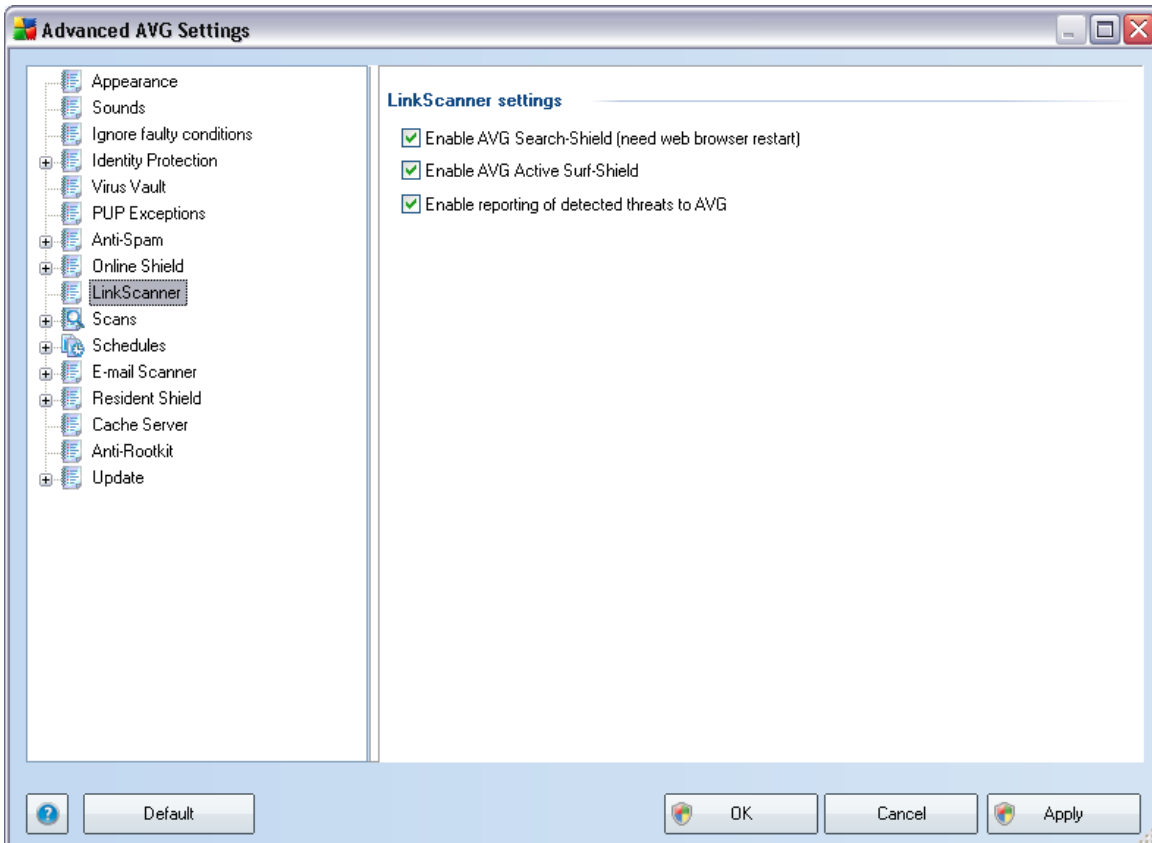 Advanced AVG Settings
Appearance
Sounds
Ignore faulty conditions
Identity Protection
Virus Vault
PUP Exceptions
Anti-Spam
Online Shield
LinkScanner
Scans
Schedules
E-mail Scanner
Resident Shield
Cache Server
Anti-Rootkit
Update
LinkScanner settings
Enable AVG Search-Shield (need web browser restart)
Enable AVG Active Surf-Shield
Enable reporting of detected threats to AVG
Default
OK
Cancel
Apply